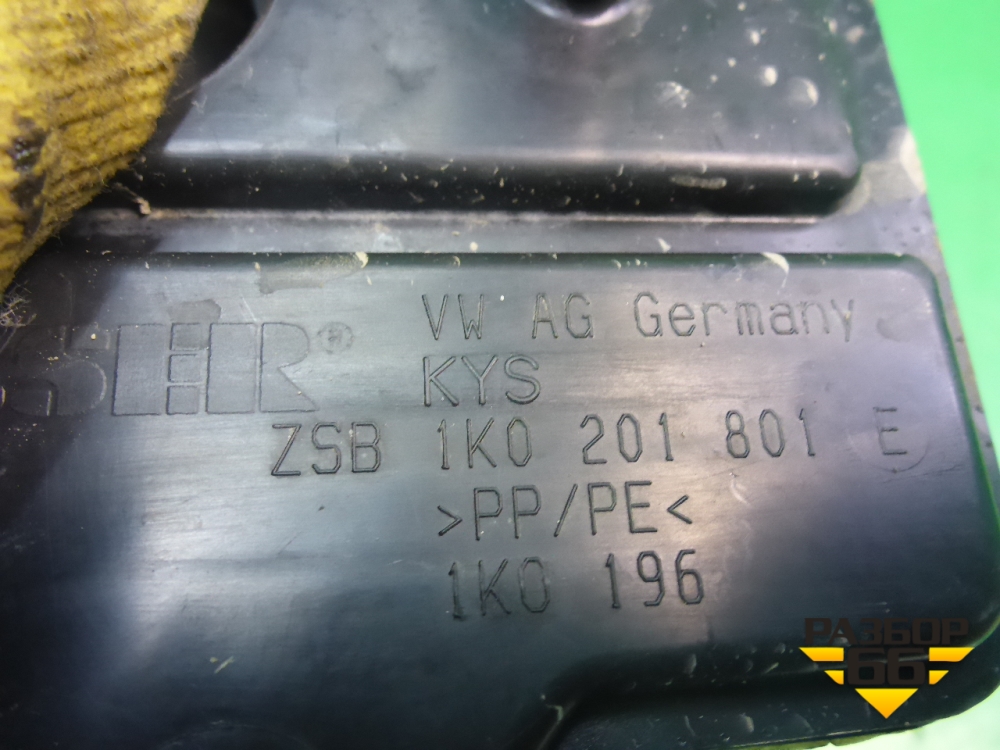 VW AG Germany
KYS
ZSB 1K0 201 801 E
>PP/PE<
1K0 196
РАЗБОР
66